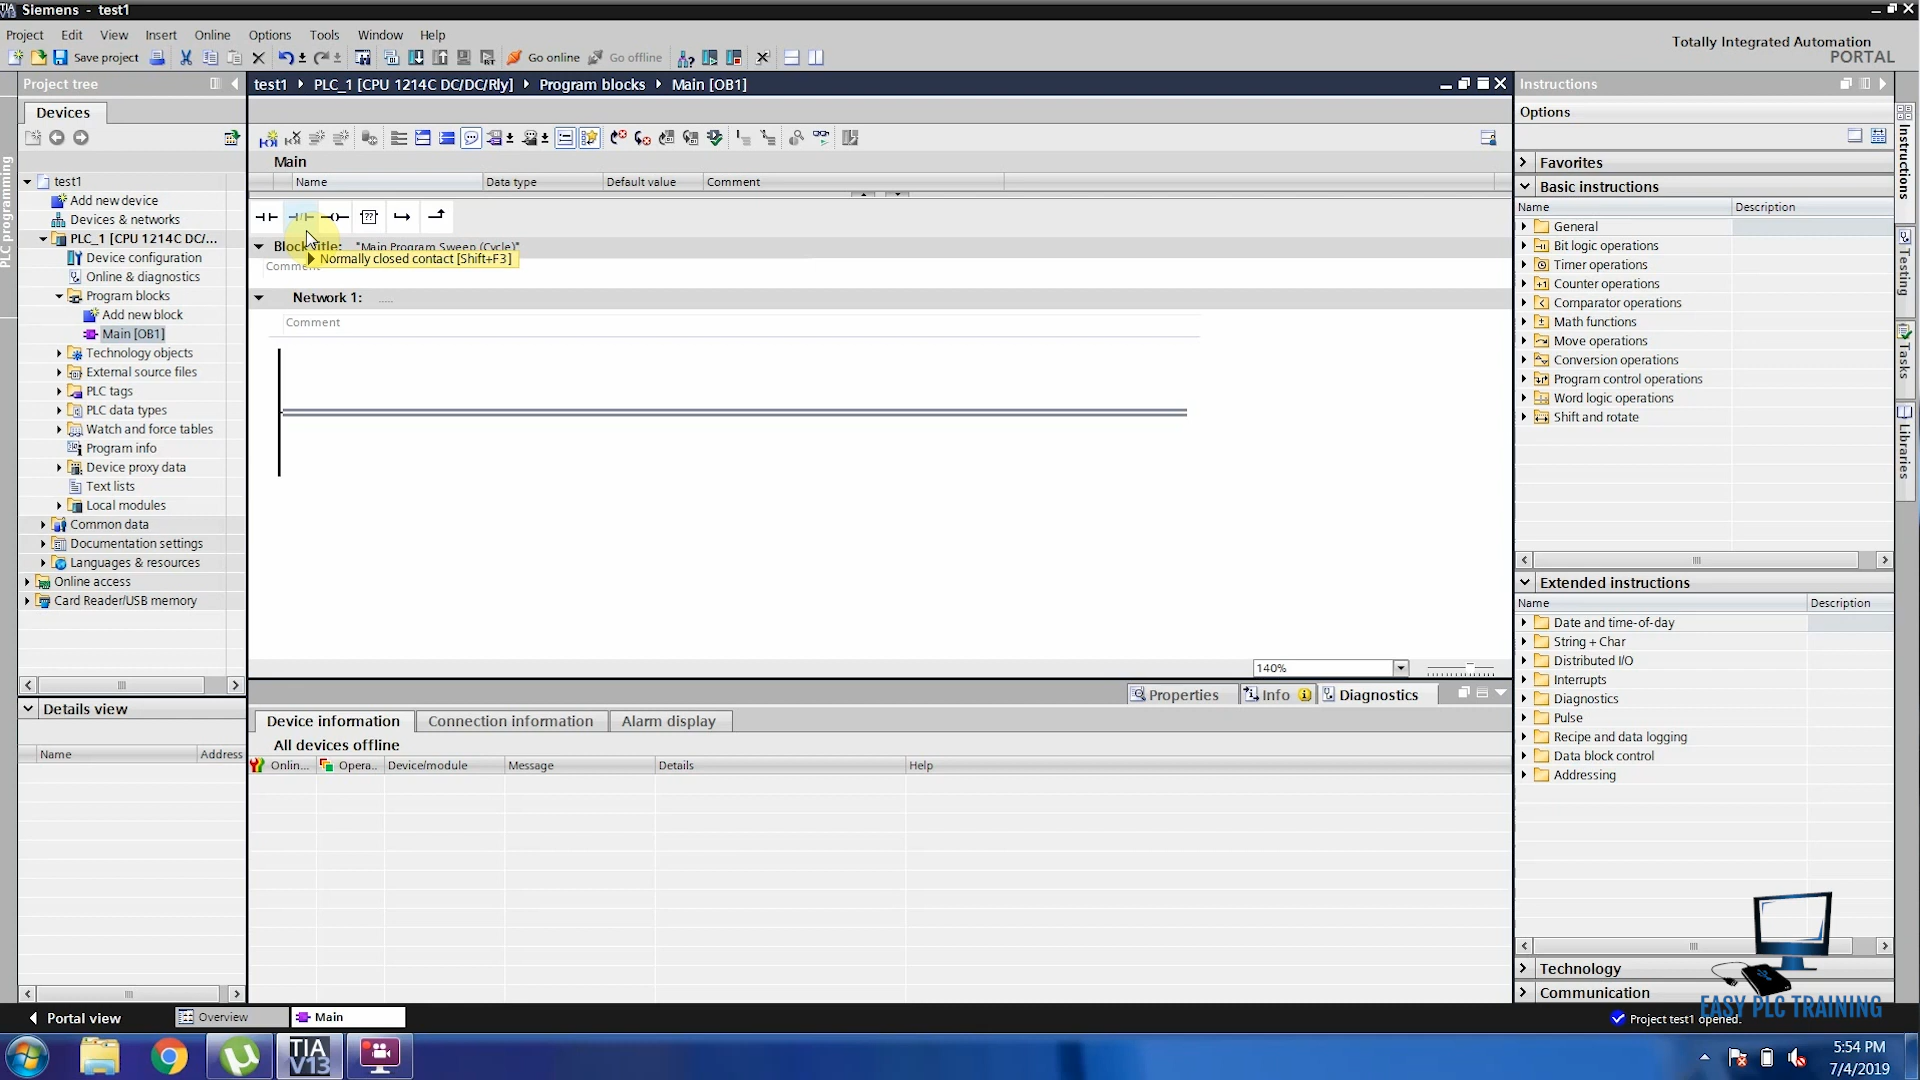 TIA V13 Siemens - test1
Project Edit View Insert Online Options Tools Window Help
Save project Go online Go offline
Totally Integrated Automation
PORTAL
Project tree
test1 PLC_1 [CPU 1214C DC/DC/Rly] Program blocks Main [OB1]
Instructions
Devices
Options
Main
Name Data type Default value Comment
Favorites
Basic instructions
Name Description
General
Bit logic operations
Timer operations
Counter operations
Comparator operations
Math functions
Move operations
Conversion operations
Program control operations
Word logic operations
Shift and rotate
PLC programming
test1
Add new device
Devices & networks
PLC_1 [CPU 1214C DC/...
Device configuration
Online & diagnostics
Program blocks
Add new block
Main [OB1]
Technology objects
External source files
PLC tags
PLC data types
Watch and force tables
Program info
Device proxy data
Text lists
Local modules
Common data
Documentation settings
Languages & resources
Online access
Card Reader/USB memory
??
Block title: "Main Program Sweep (Cycle)"
Normally closed contact [Shift+F3]
Comment
Network 1: .....
Comment
140%
Instructions
Testing
Tasks
Libraries
Extended instructions
Name Description
Date and time-of-day
String + Char
Distributed I/O
Interrupts
Diagnostics
Pulse
Recipe and data logging
Data block control
Addressing
Technology
Communication
Details view
Name Address
Properties Info Diagnostics
Device information Connection information Alarm display
All devices offline
Onlin... Opera.. Device/module Message Details Help
EASY PLC TRAINING
Portal view Overview Main
Project test1 opened.
TIA V13
5:54 PM
7/4/2019